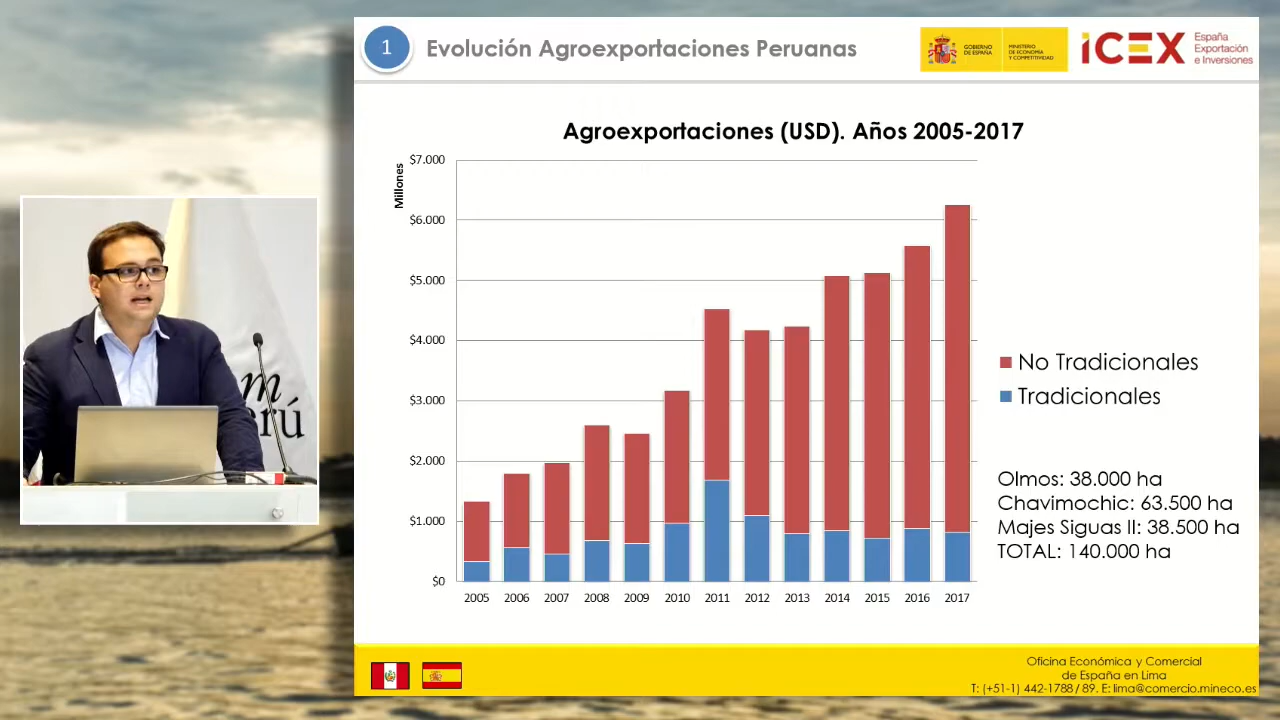 1
Evolución Agroexportaciones Peruanas
GOBIERNO
DE ESPAÑA
MINISTERIO
DE ECONOMÍA
Y COMPETITIVIDAD
iCEX
España
Exportación
e Inversiones
Agroexportaciones (USD). Años 2005-2017
Millones
$7.000
$6.000
$5.000
$4.000
$3.000
$2.000
$1.000
$0
2005 2006 2007 2008 2009 2010 2011 2012 2013 2014 2015 2016 2017
No Tradicionales
Tradicionales
Olmos: 38.000 ha
Chavimochic: 63.500 ha
Majes Siguas II: 38.500 ha
TOTAL: 140.000 ha
m
erú
Oficina Económica y Comercial
de España en Lima
T: (+51-1) 442-1788 / 89. E: lima@comercio.mineco.es